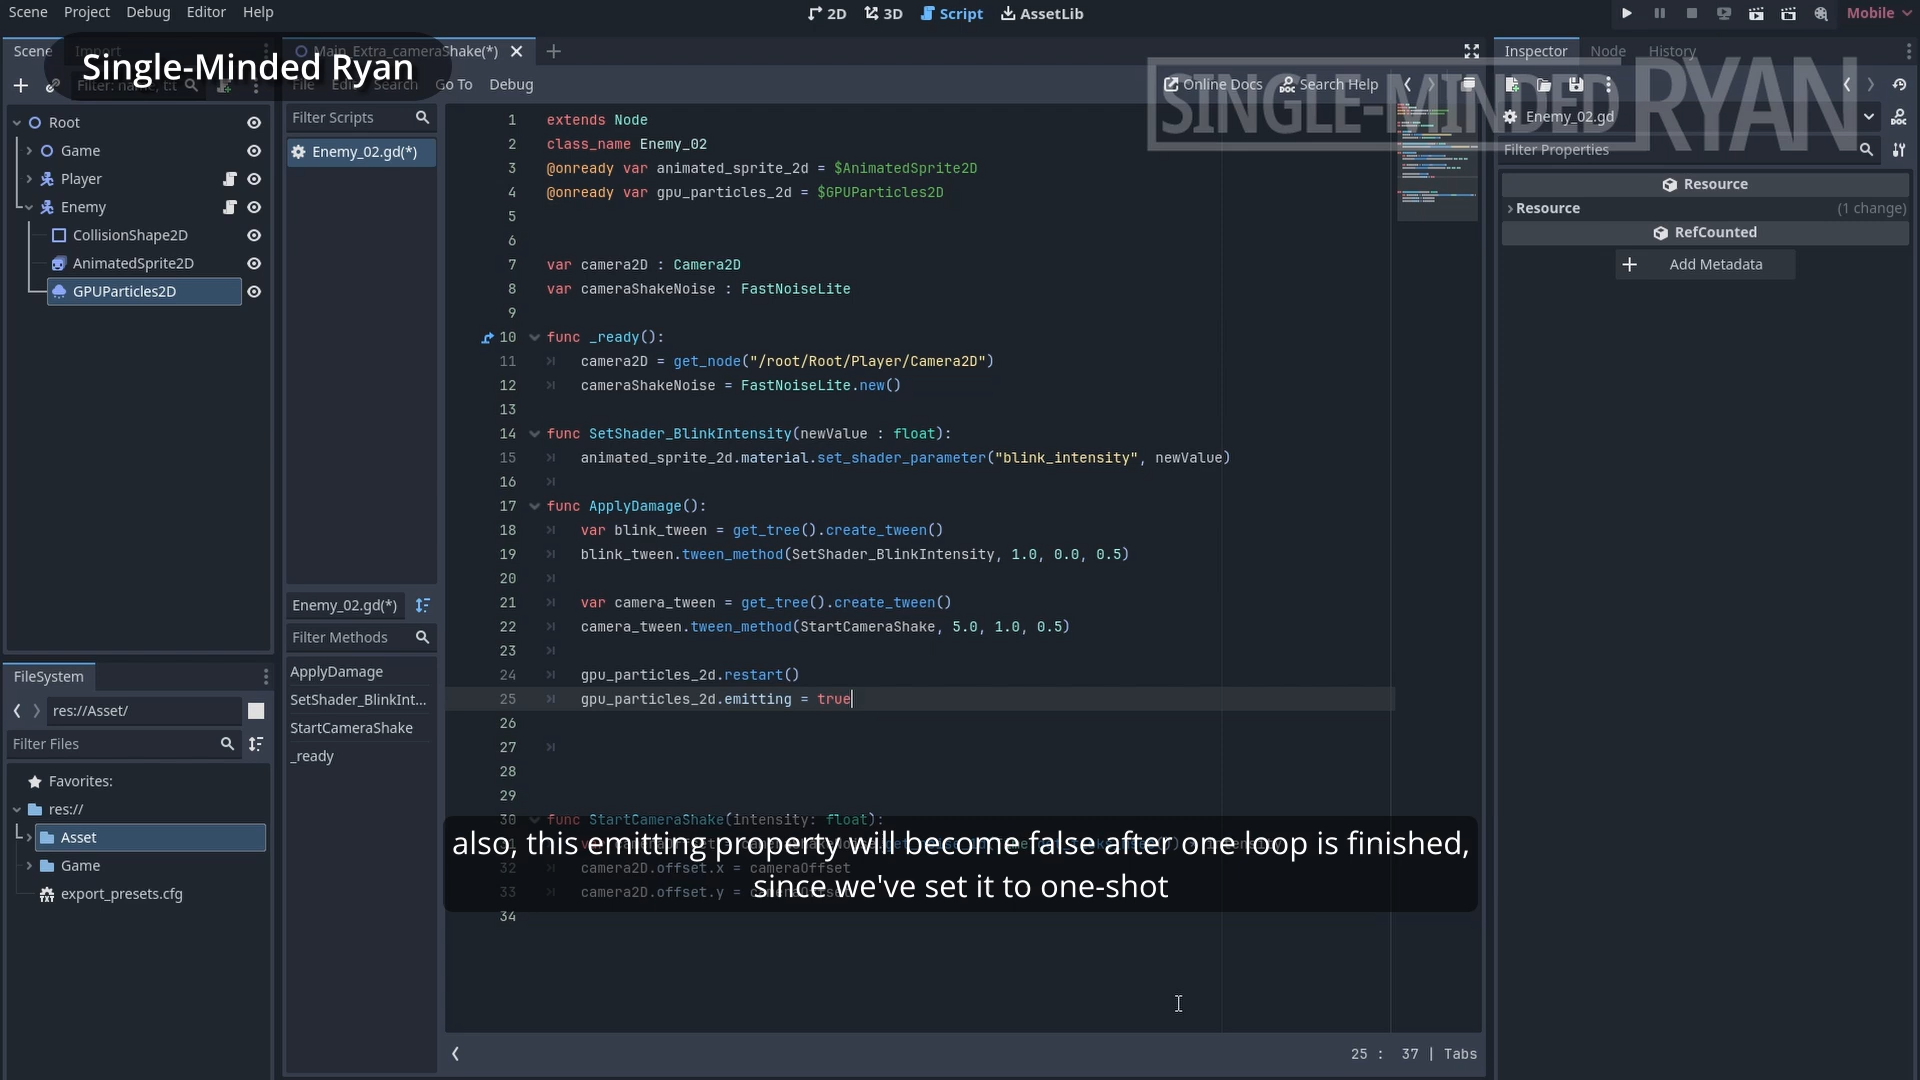 Scene Project Debug Editor Help
2D 3D Script AssetLib
Mobile
Scene Import
Main_Extra_cameraShake(*)
Inspector Node History
Single-Minded Ryan
SINGLE-MINDED RYAN
Filter: name, t:t
File Edit Search Go To Debug
Online Docs Search Help
Root
Game
Player
Enemy
CollisionShape2D
AnimatedSprite2D
GPUParticles2D
FileSystem
res://Asset/
Filter Files
Favorites:
res://
Asset
Game
export_presets.cfg
Filter Scripts
Enemy_02.gd(*)
Enemy_02.gd(*)
Filter Methods
ApplyDamage
SetShader_BlinkInt...
StartCameraShake
_ready
1 extends Node
2 class_name Enemy_02
3 @onready var animated_sprite_2d = $AnimatedSprite2D
4 @onready var gpu_particles_2d = $GPUParticles2D
5
6
7 var camera2D : Camera2D
8 var cameraShakeNoise : FastNoiseLite
9
10 func _ready():
11 camera2D = get_node("/root/Root/Player/Camera2D")
12 cameraShakeNoise = FastNoiseLite.new()
13
14 func SetShader_BlinkIntensity(newValue : float):
15 animated_sprite_2d.material.set_shader_parameter("blink_intensity", newValue)
16
17 func ApplyDamage():
18 var blink_tween = get_tree().create_tween()
19 blink_tween.tween_method(SetShader_BlinkIntensity, 1.0, 0.0, 0.5)
20
21 var camera_tween = get_tree().create_tween()
22 camera_tween.tween_method(StartCameraShake, 5.0, 1.0, 0.5)
23
24 gpu_particles_2d.restart()
25 gpu_particles_2d.emitting = true
26
27
28
29
30 func StartCameraShake(intensity: float):
also, this emitting property will become false after one loop is finished,
32 camera2D.offset.x = cameraOffset
since we've set it to one-shot
33 camera2D.offset.y =
34
25 : 37 | Tabs
Enemy_02.gd
Filter Properties
Resource
Resource (1 change)
RefCounted
Add Metadata